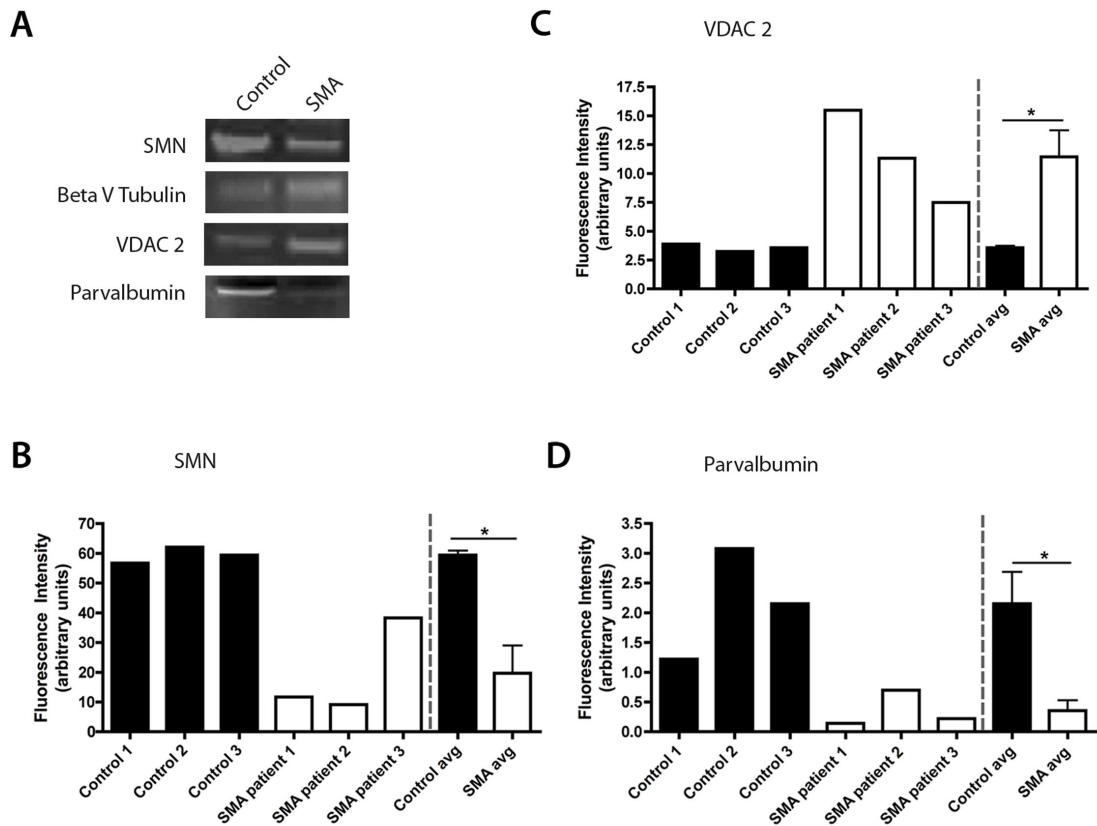 A
Control
SMA
SMN
Beta V Tubulin
VDAC 2
Parvalbumin
C
VDAC 2
Fluorescence Intensity
(arbitrary units)
17.5
15.0
12.5
10.0
7.5
5.0
2.5
0.0
*
Control 1
Control 2
Control 3
SMA patient 1
SMA patient 2
SMA patient 3
Control avg
SMA avg
B
SMN
Fluorescence Intensity
(arbitrary units)
70
60
50
40
30
20
10
0
*
Control 1
Control 2
Control 3
SMA patient 1
SMA patient 2
SMA patient 3
Control avg
SMA avg
D
Parvalbumin
Fluorescence Intensity
(arbitrary units)
3.5
3.0
2.5
2.0
1.5
1.0
0.5
0.0
*
Control 1
Control 2
Control 3
SMA patient 1
SMA patient 2
SMA patient 3
Control avg
SMA avg